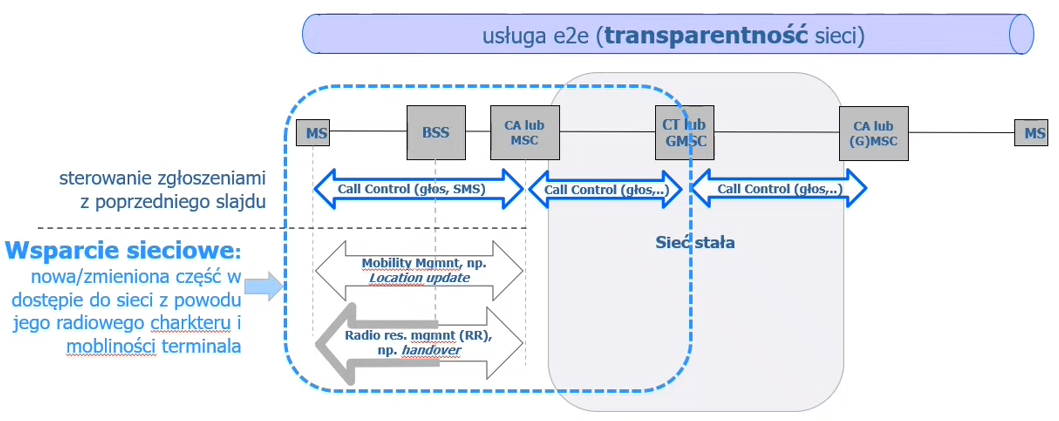 usługa e2e (transparentność sieci)
MS
BSS
CA lub
MSC
CT lub
GMSC
CA lub
(G)MSC
MS
sterowanie zgłoszeniami
z poprzedniego slajdu
Call Control (głos, SMS)
Call Control (głos,..)
Call Control (głos,..)
Sieć stała
Wsparcie sieciowe:
nowa/zmieniona część w
dostępie do sieci z powodu
jego radiowego charkteru i
mobliności terminala
Mobility Mgmnt, np.
Location update
Radio res. mgmnt (RR),
np. handover